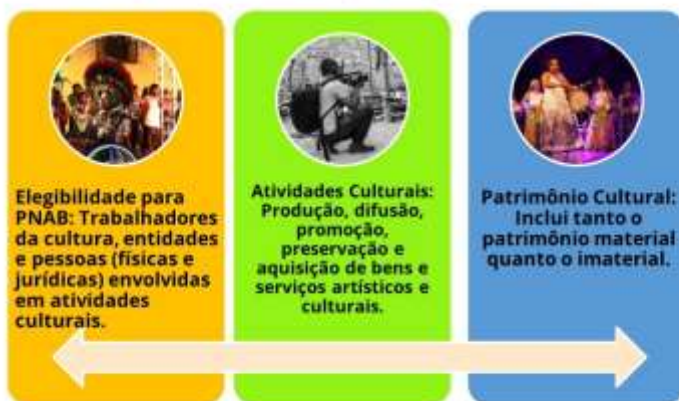 Elegibilidade para
PNAB: Trabalhadores
da cultura, entidades
e pessoas (físicas e
jurídicas) envolvidas
em atividades
culturais.
Atividades Culturais:
Produção, difusão,
promoção,
preservação e
aquisição de bens e
serviços artísticos e
culturais.
Patrimônio Cultural:
Inclui tanto o
patrimônio material
quanto o imaterial.